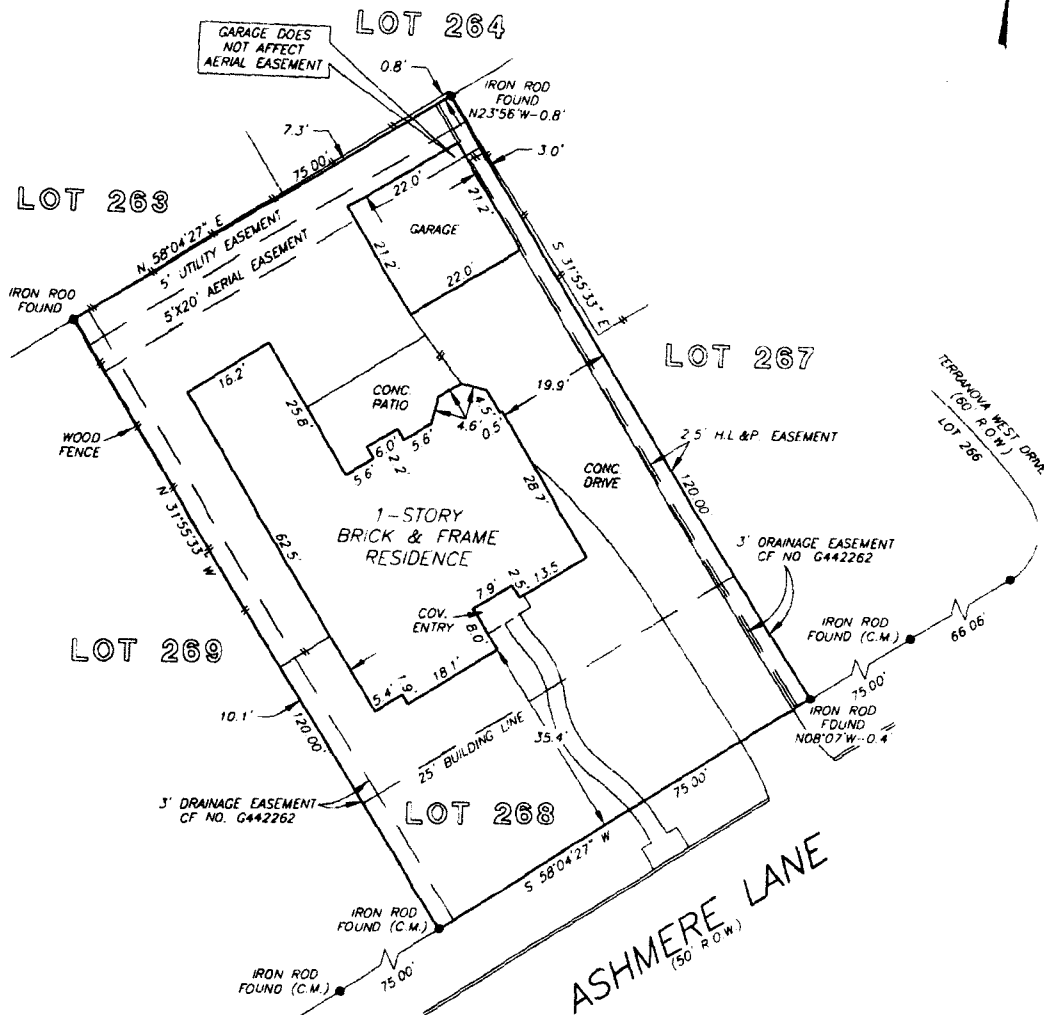 LOT 264
GARAGE DOES
NOT AFFECT
AERIAL EASEMENT
0.8'
IRON ROD
FOUND
N23°56'W-0.8'
7.3'
75.00'
3.0'
LOT 263
22.0'
21.2'
N 58°04'27" E
5' UTILITY EASEMENT
5'X20' AERIAL EASEMENT
GARAGE
21.2'
22.0'
S 31°55'33" E
IRON ROD
FOUND
LOT 267
16.2'
25.8'
CONC.
PATIO
4.5'
4.6'
0.5'
19.9'
TERRANOVA WEST DRIVE
(60' R.O.W.)
LOT 266
WOOD
FENCE
5.6'
6.0'
2.2'
5.6'
2.5' H.L.&P. EASEMENT
CONC.
DRIVE
28.7'
120.00'
N 31°55'33" W
62.5'
1-STORY
BRICK & FRAME
RESIDENCE
3' DRAINAGE EASEMENT
CF NO. G442262
7.9'
2.5'
13.5'
COV.
ENTRY
8.0'
IRON ROD
FOUND (C.M.)
66.06'
LOT 269
18.1'
5.4'
1.9'
75.00'
IRON ROD
FOUND
N08°07'W-0.4'
10.1'
120.00'
25' BUILDING LINE
35.4'
3' DRAINAGE EASEMENT
CF NO. G442262
LOT 268
75.00'
S 58°04'27" W
IRON ROD
FOUND (C.M.)
ASHMERE LANE
(50' R.O.W.)
IRON ROD
FOUND (C.M.)
75.00'